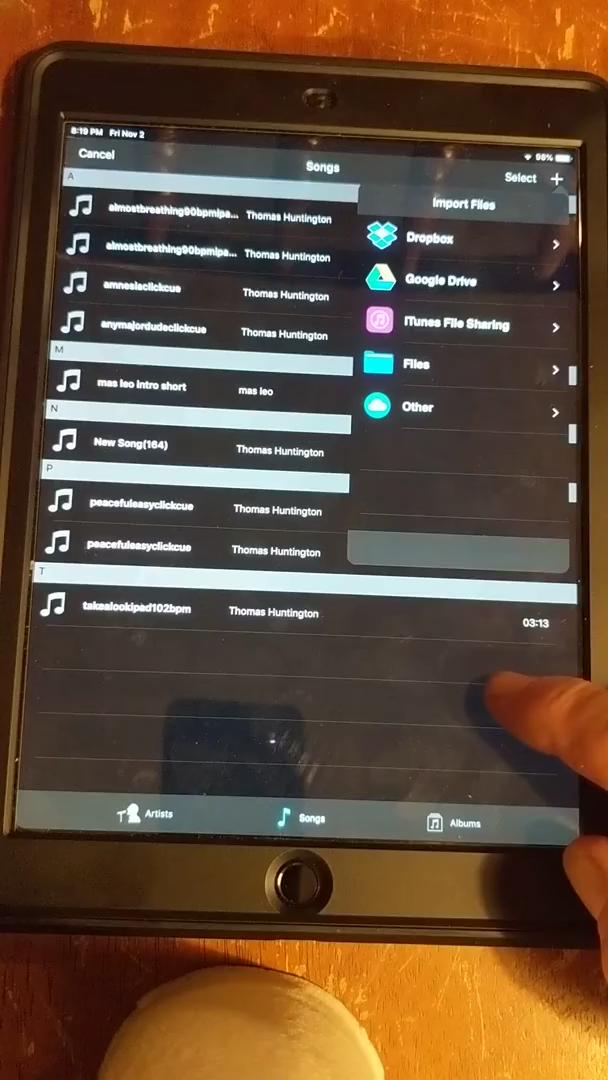 8:19 PM Fri Nov 2
98%
Cancel
Songs
Select +
A
almostbreathing90bpmipa... Thomas Huntington
almostbreathing90bpmipa... Thomas Huntington
amnesiaclickcue Thomas Huntington
anymajordudeclickcue Thomas Huntington
M
mas leo intro short mas leo
N
New Song(164) Thomas Huntington
P
peacefuleasyclickcue Thomas Huntington
peacefuleasyclickcue Thomas Huntington
T
takealookipad102bpm Thomas Huntington 03:13
Import Files
Dropbox
Google Drive
iTunes File Sharing
Files
Other
Artists
Songs
Albums